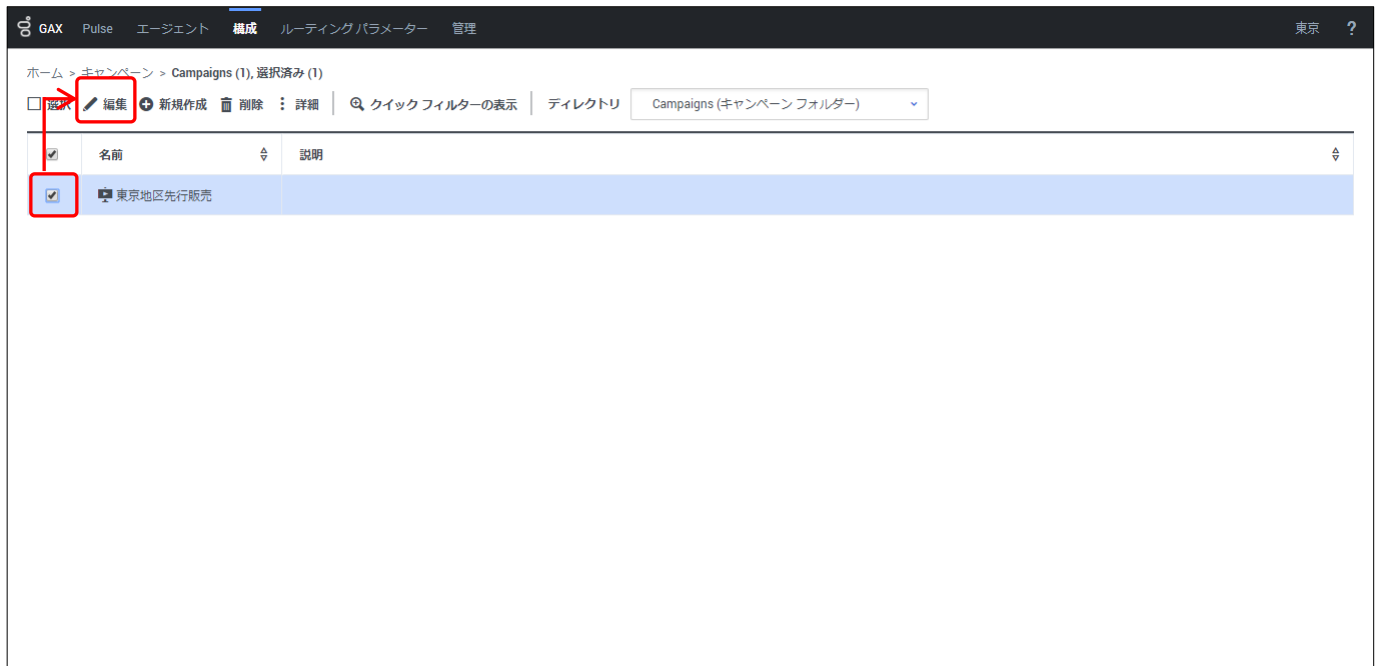 GAX Pulse エージェント 構成 ルーティング パラメーター 管理 東京 ?
ホーム > キャンペーン > Campaigns (1), 選択済み (1)
選択 編集 新規作成 削除 詳細 クイック フィルターの表示 ディレクトリ Campaigns (キャンペーン フォルダー)
名前 説明
東京地区先行販売